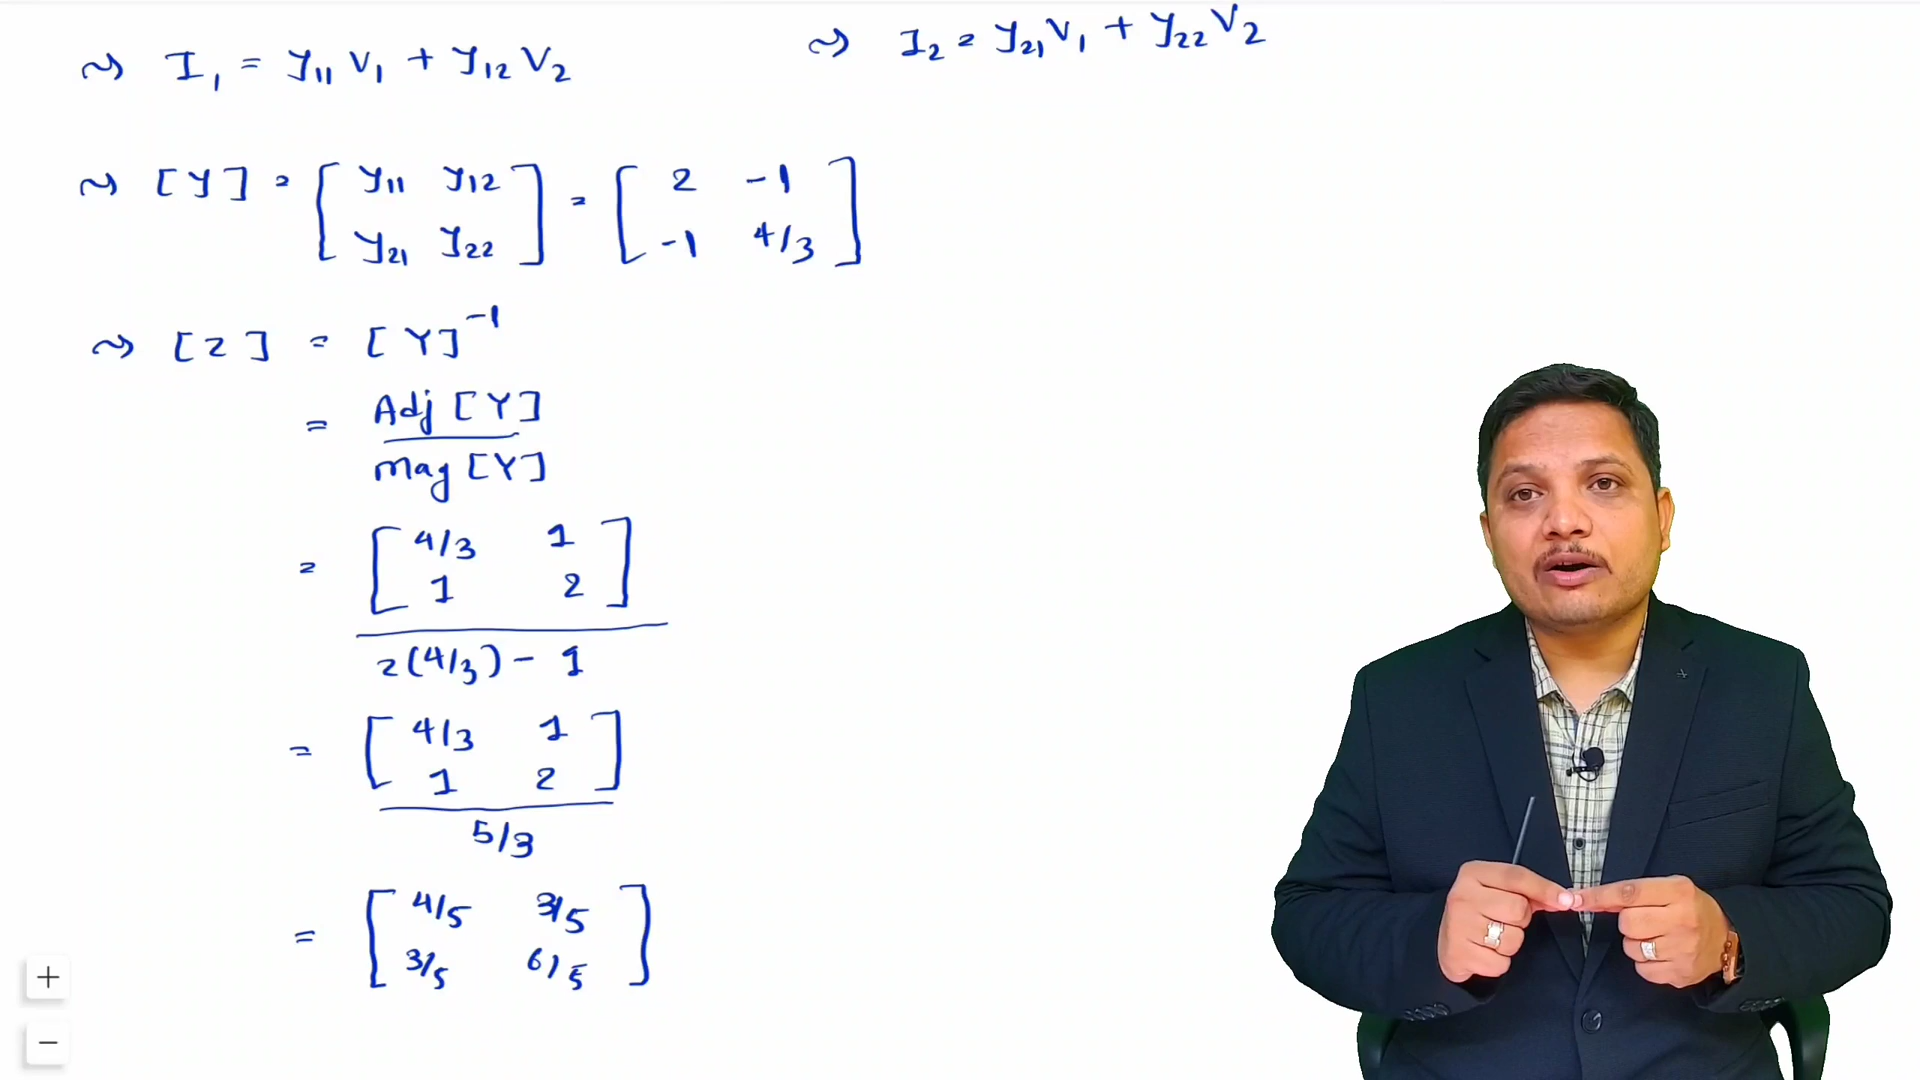 ⇝ I₁ = Y₁₁ V₁ + Y₁₂ V₂
⇝ I₂ = Y₂₁ V₁ + Y₂₂ V₂
⇝ [Y] = [ Y₁₁ Y₁₂ ] = [ 2 -1 ]
[ Y₂₁ Y₂₂ ] [ -1 4/3 ]
⇝ [Z] = [Y]⁻¹
= Adj [Y]
Mag [Y]
= [ 4/3 1 ]
[ 1 2 ]
2(4/3) - 1
= [ 4/3 1 ]
[ 1 2 ]
5/3
= [ 4/5 3/5 ]
[ 3/5 6/5 ]
+
−